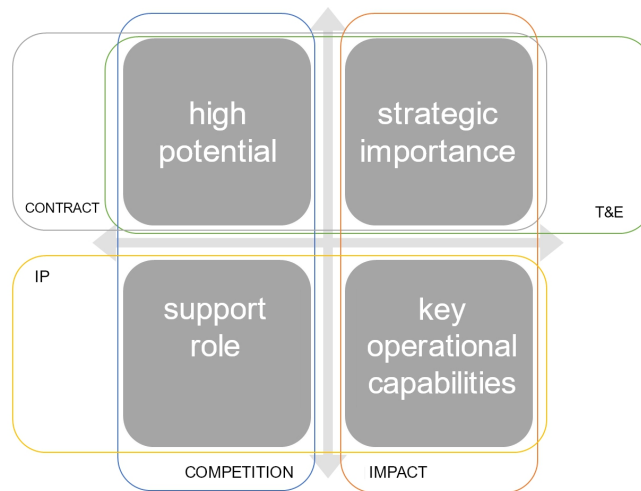 high
potential
strategic
importance
CONTRACT
T&E
IP
support
role
key
operational
capabilities
COMPETITION
IMPACT